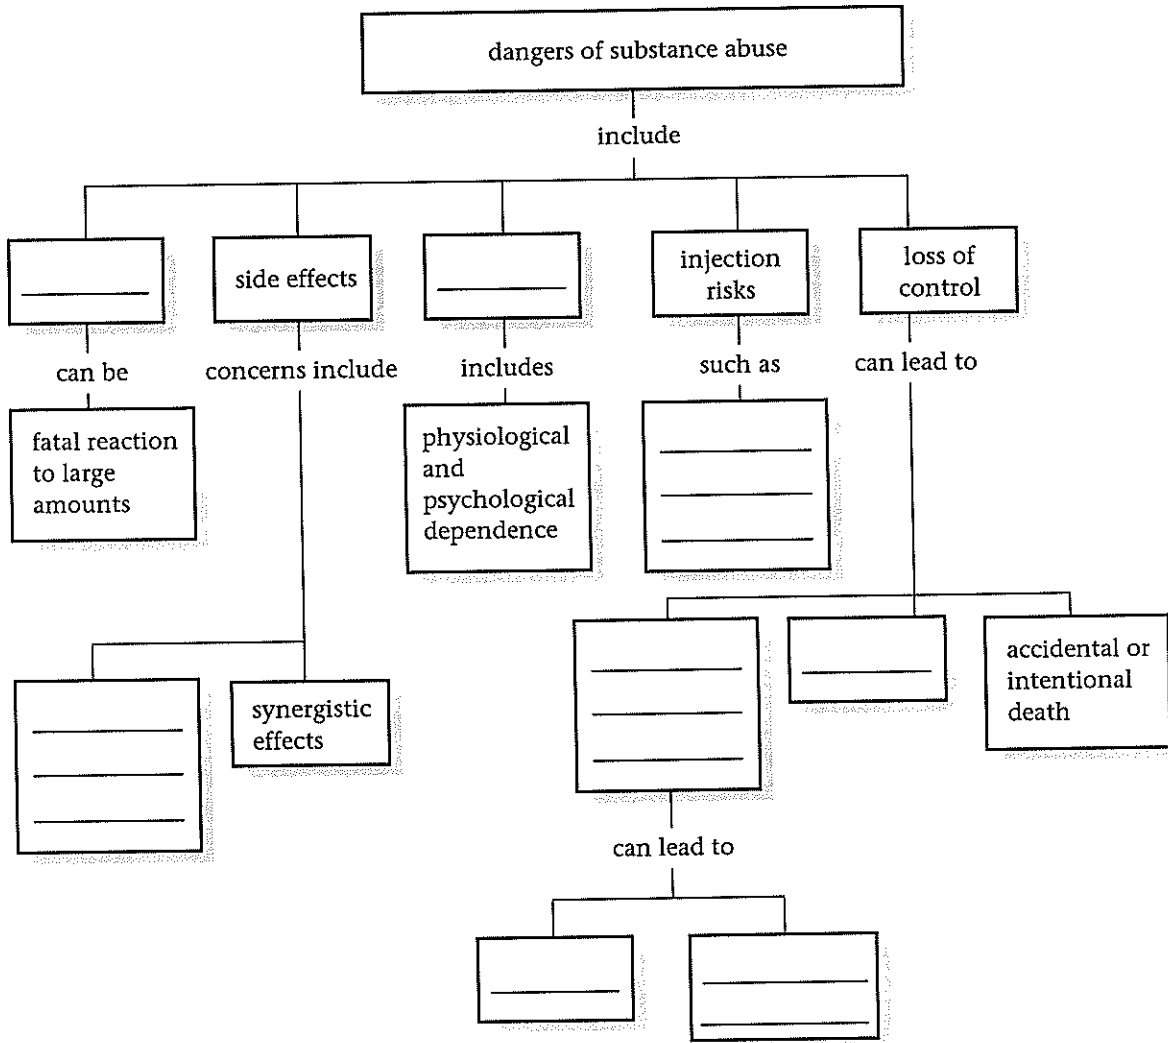 dangers of substance abuse
include
side effects
injection
risks
loss of
control
can be
concerns include
includes
such as
can lead to
fatal reaction
to large
amounts
physiological
and
psychological
dependence
synergistic
effects
accidental or
intentional
death
can lead to